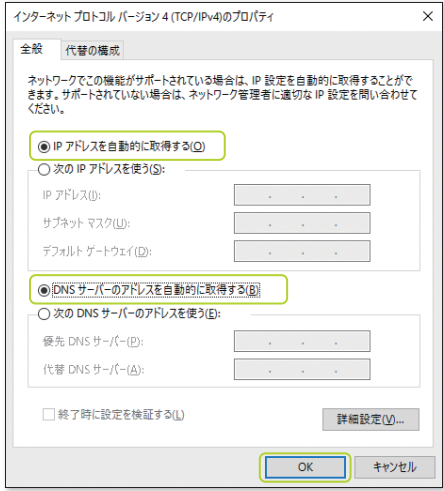 インターネット プロトコル バージョン 4 (TCP/IPv4)のプロパティ
全般 代替の構成
ネットワークでこの機能がサポートされている場合は、IP 設定を自動的に取得することがで
きます。サポートされていない場合は、ネットワーク管理者に適切な IP 設定を問い合わせて
ください。
IP アドレスを自動的に取得する(O)
次の IP アドレスを使う(S):
IP アドレス(I):
サブネット マスク(U):
デフォルト ゲートウェイ(D):
DNS サーバーのアドレスを自動的に取得する(B)
次の DNS サーバーのアドレスを使う(E):
優先 DNS サーバー(P):
代替 DNS サーバー(A):
終了時に設定を検証する(L)
詳細設定(V)...
OK キャンセル